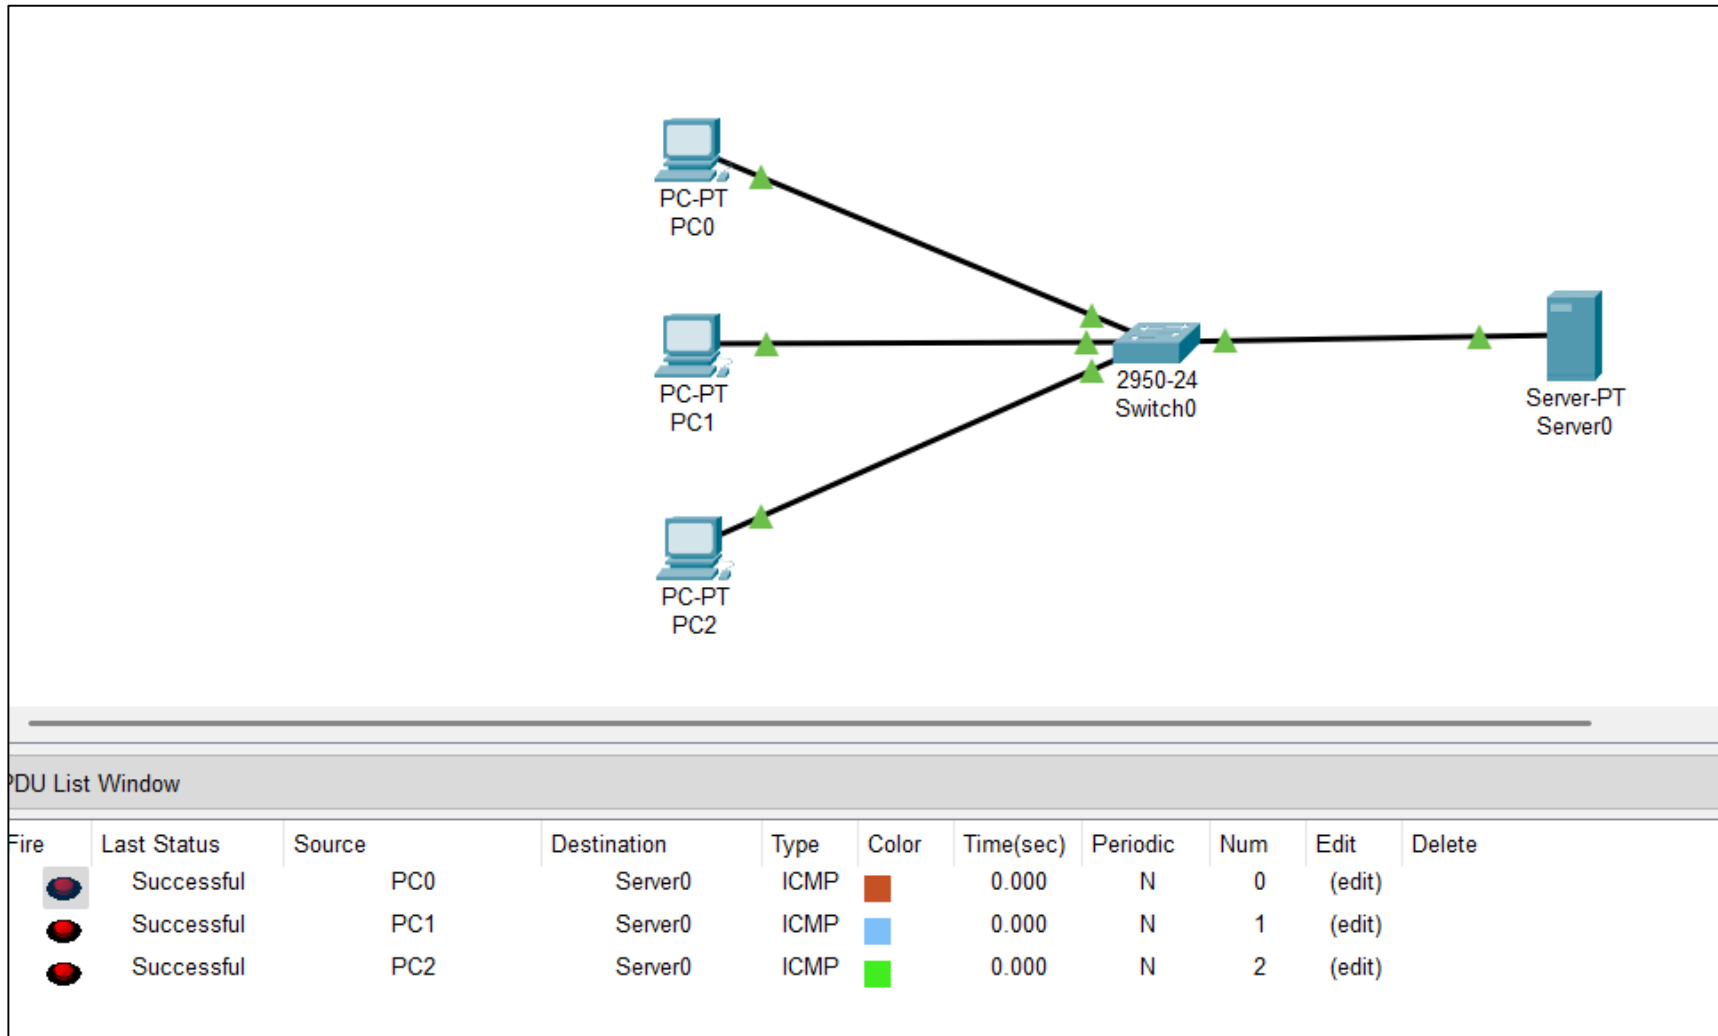 PC-PT
PC0
PC-PT
PC1
2950-24
Switch0
Server-PT
Server0
PC-PT
PC2
PDU List Window
Fire Last Status Source Destination Type Color Time(sec) Periodic Num Edit Delete
Successful PC0 Server0 ICMP 0.000 N 0 (edit)
Successful PC1 Server0 ICMP 0.000 N 1 (edit)
Successful PC2 Server0 ICMP 0.000 N 2 (edit)